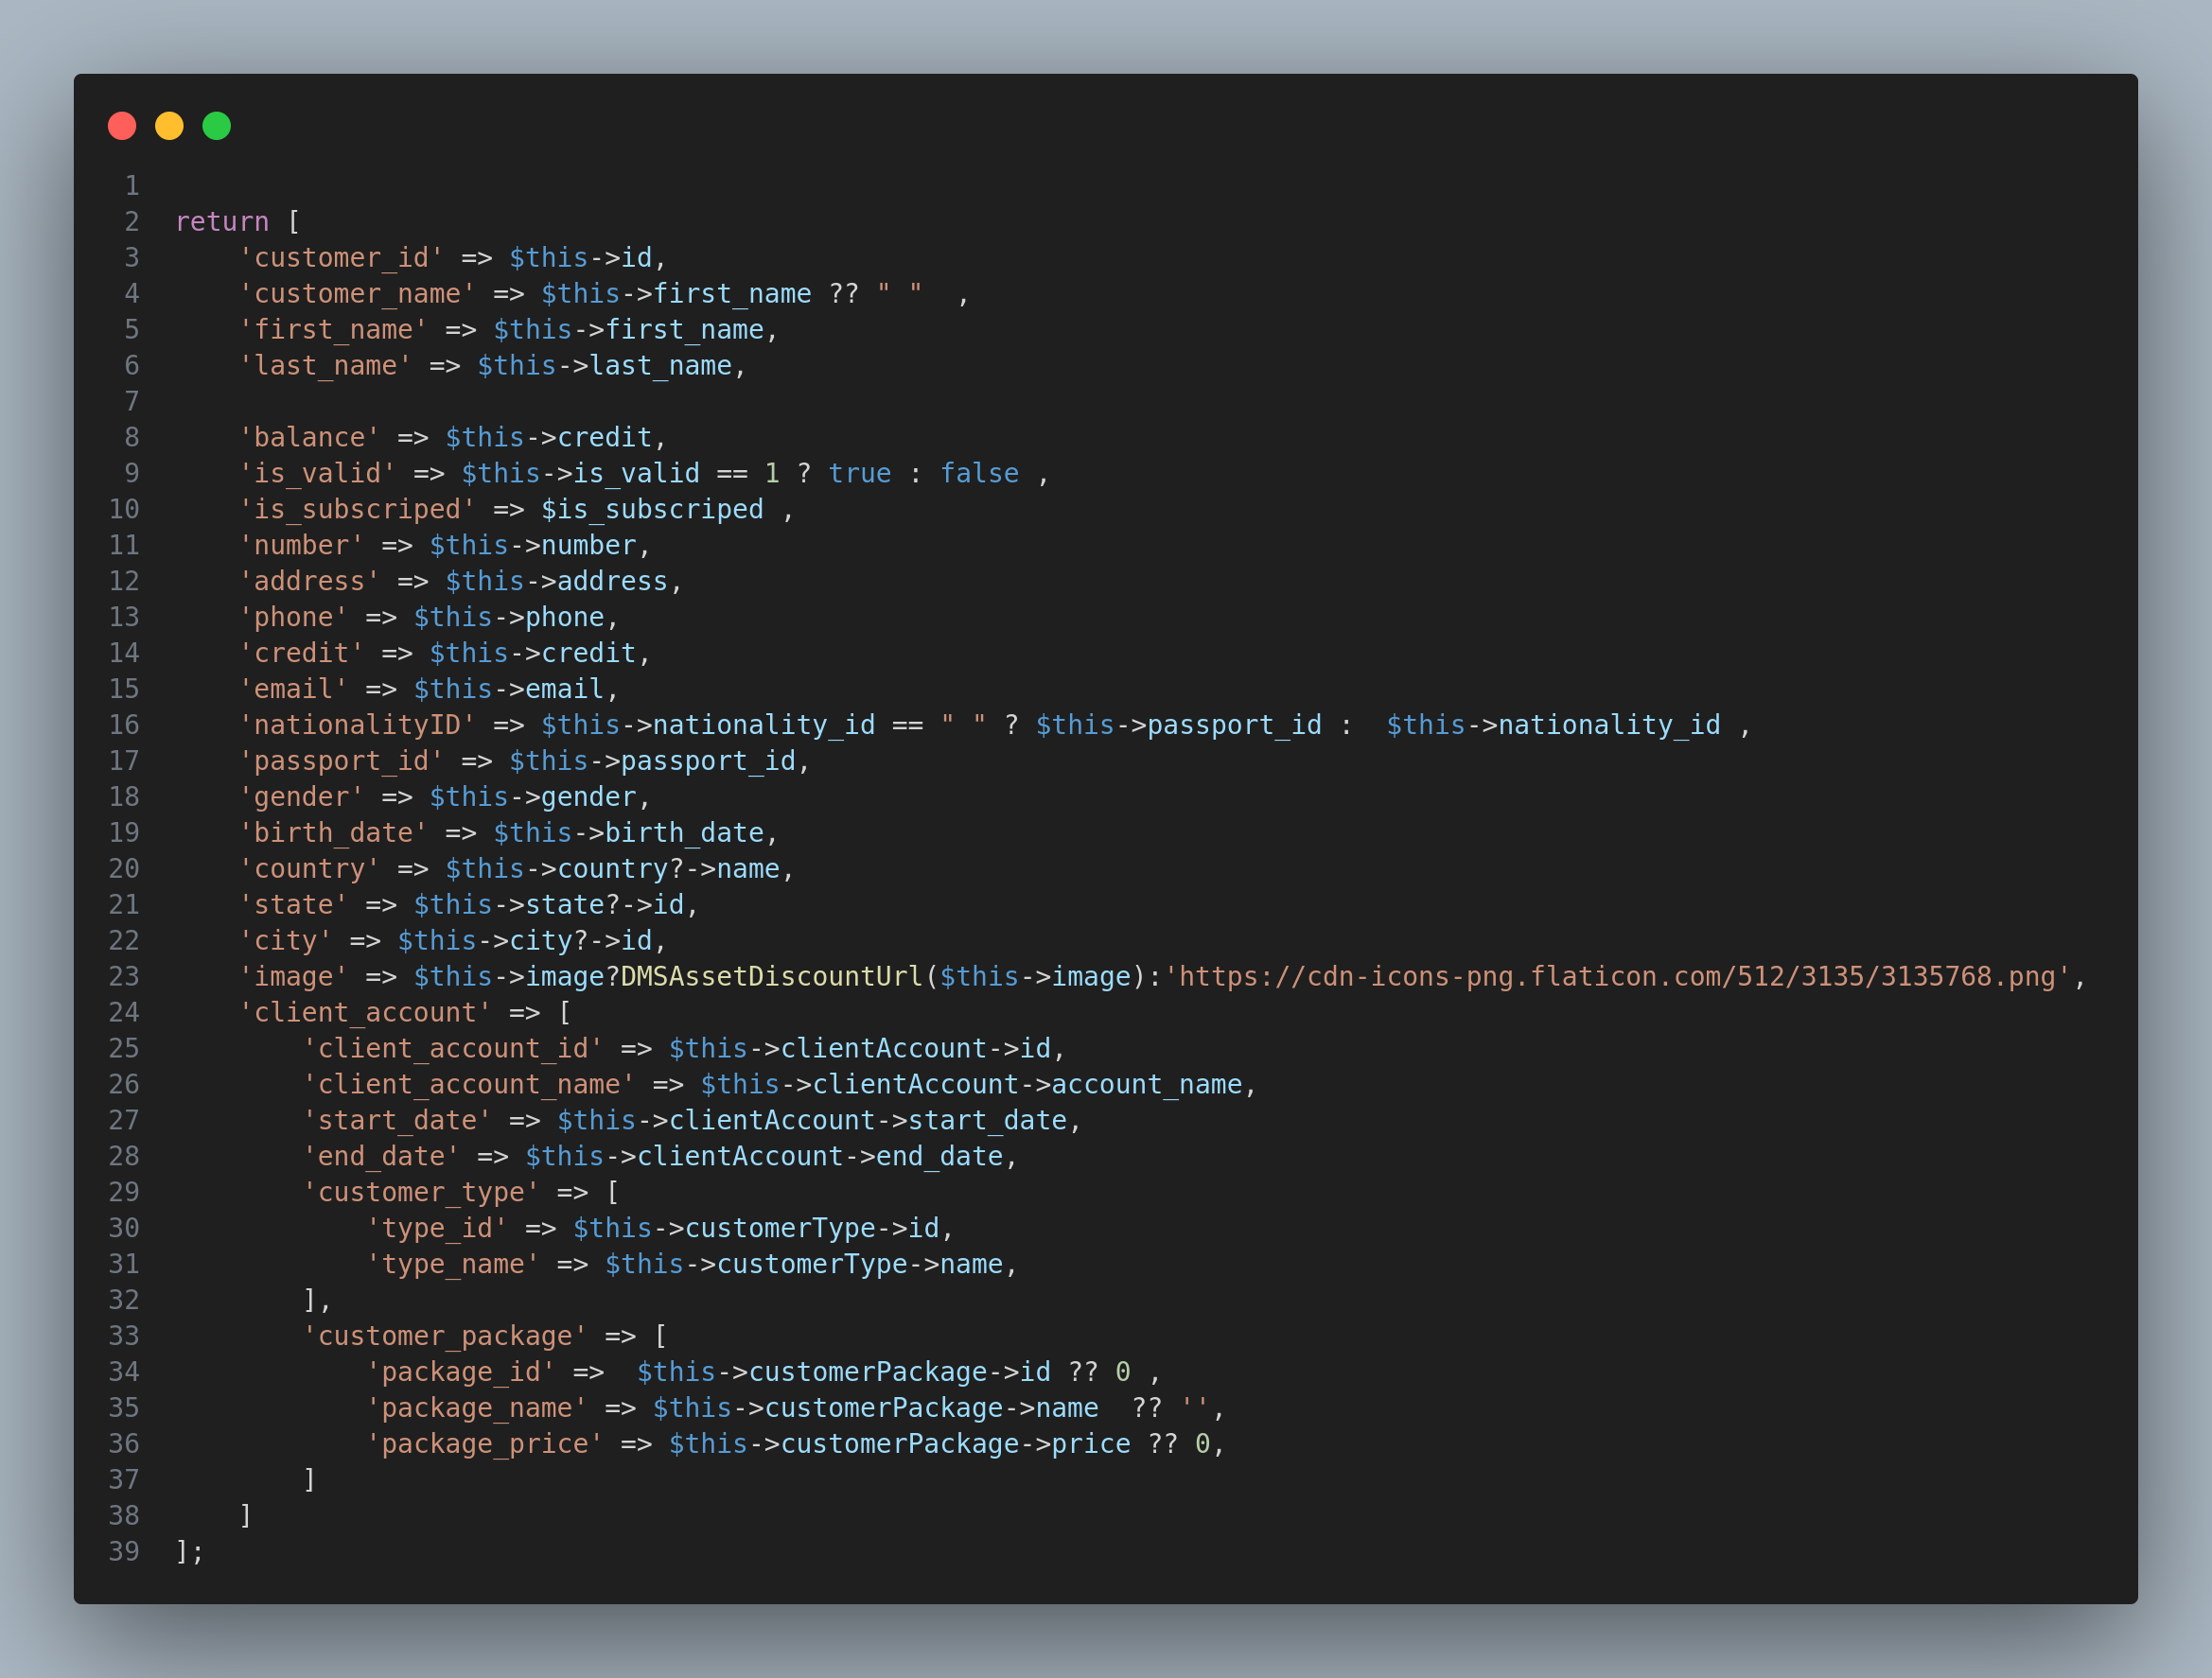 1
2 return [
3     'customer_id' => $this->id,
4     'customer_name' => $this->first_name ?? " "  ,
5     'first_name' => $this->first_name,
6     'last_name' => $this->last_name,
7
8     'balance' => $this->credit,
9     'is_valid' => $this->is_valid == 1 ? true : false ,
10     'is_subscriped' => $is_subscriped ,
11     'number' => $this->number,
12     'address' => $this->address,
13     'phone' => $this->phone,
14     'credit' => $this->credit,
15     'email' => $this->email,
16     'nationalityID' => $this->nationality_id == " " ? $this->passport_id :  $this->nationality_id ,
17     'passport_id' => $this->passport_id,
18     'gender' => $this->gender,
19     'birth_date' => $this->birth_date,
20     'country' => $this->country?->name,
21     'state' => $this->state?->id,
22     'city' => $this->city?->id,
23     'image' => $this->image?DMSAssetDiscountUrl($this->image):'https://cdn-icons-png.flaticon.com/512/3135/3135768.png',
24     'client_account' => [
25         'client_account_id' => $this->clientAccount->id,
26         'client_account_name' => $this->clientAccount->account_name,
27         'start_date' => $this->clientAccount->start_date,
28         'end_date' => $this->clientAccount->end_date,
29         'customer_type' => [
30             'type_id' => $this->customerType->id,
31             'type_name' => $this->customerType->name,
32         ],
33         'customer_package' => [
34             'package_id' =>  $this->customerPackage->id ?? 0 ,
35             'package_name' => $this->customerPackage->name  ?? '',
36             'package_price' => $this->customerPackage->price ?? 0,
37         ]
38     ]
39 ];